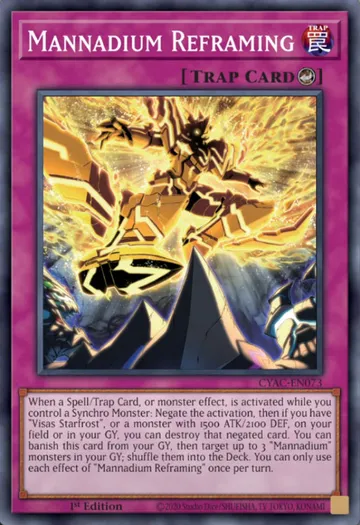 MANNADIUM REFRAMING
TRAP
罠
[TRAP CARD]
CYAC-EN073
When a Spell/Trap Card, or monster effect, is activated while you
control a Synchro Monster: Negate the activation, then if you have
"Visas Starfrost", or a monster with 1500 ATK/2100 DEF, on your
field or in your GY, you can destroy that negated card. You can
banish this card from your GY, then target up to 3 "Mannadium"
monsters in your GY; shuffle them into the Deck. You can only use
each effect of "Mannadium Reframing" once per turn.
1st Edition
©2020 Studio Dice/SHUEISHA, TV TOKYO, KONAMI